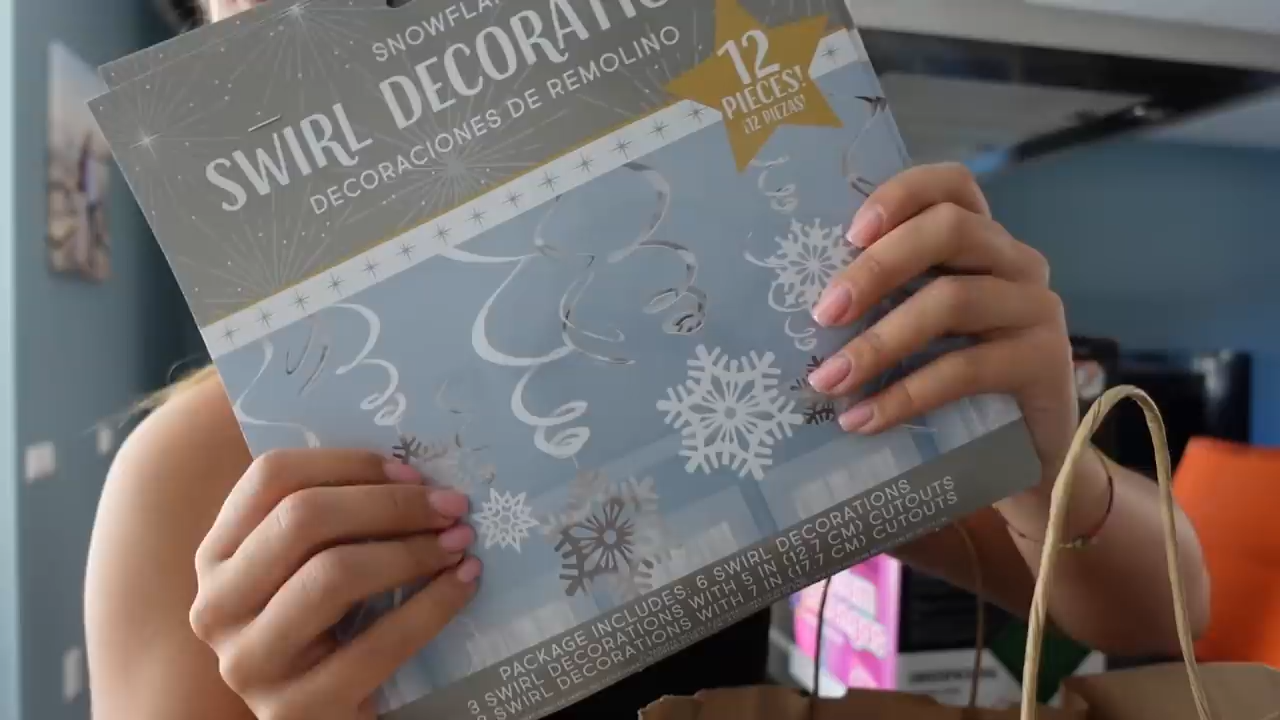 SNOWFLA
SWIRL DECORATIO
DECORACIONES DE REMOLINO
12
PIECES!
¡12 PIEZAS!
PACKAGE INCLUDES: 6 SWIRL DECORATIONS
3 SWIRL DECORATIONS WITH 5 IN (12.7 CM) CUTOUTS
3 SWIRL DECORATIONS WITH 7 IN (17.7 CM) CUTOUTS